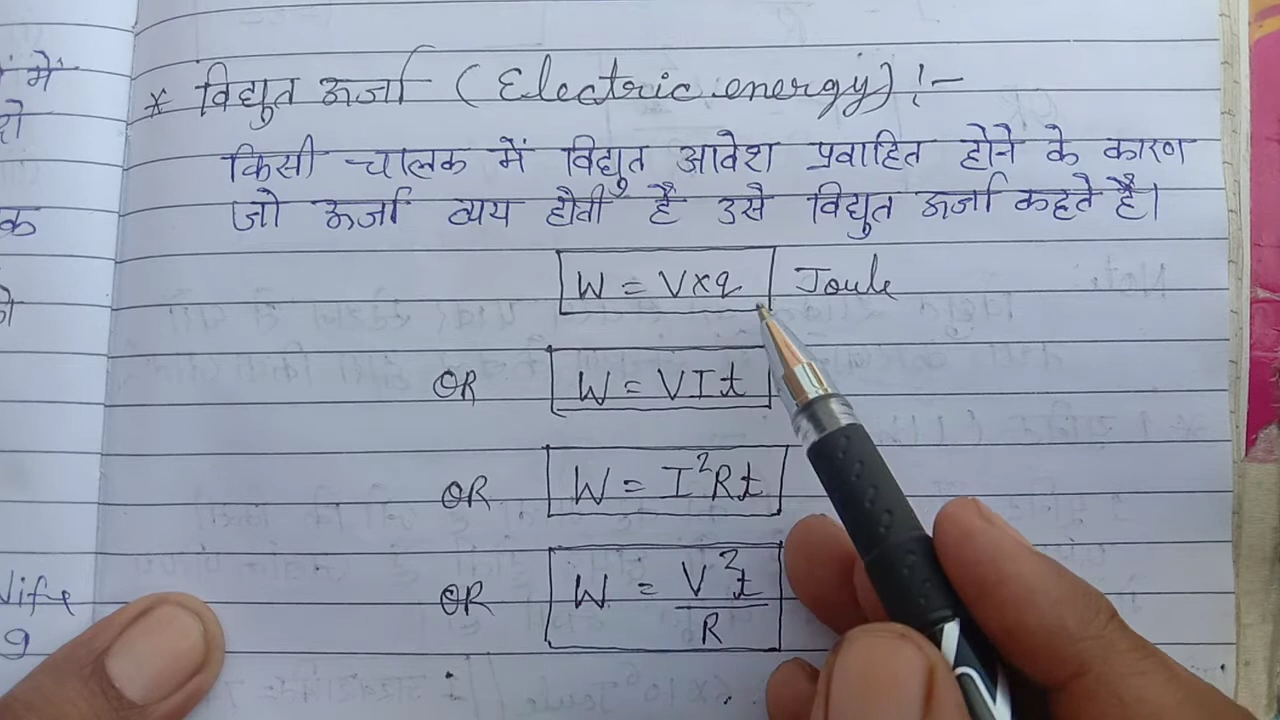 * विद्युत ऊर्जा (Electric energy) :-
किसी चालक में विद्युत आवेश प्रवाहित होने के कारण
जो ऊर्जा व्यय होती है उसे विद्युत ऊर्जा कहते है।
W = V×q Joule
OR W = VIt
OR W = I²Rt
OR W = V²t / R
में
क
9